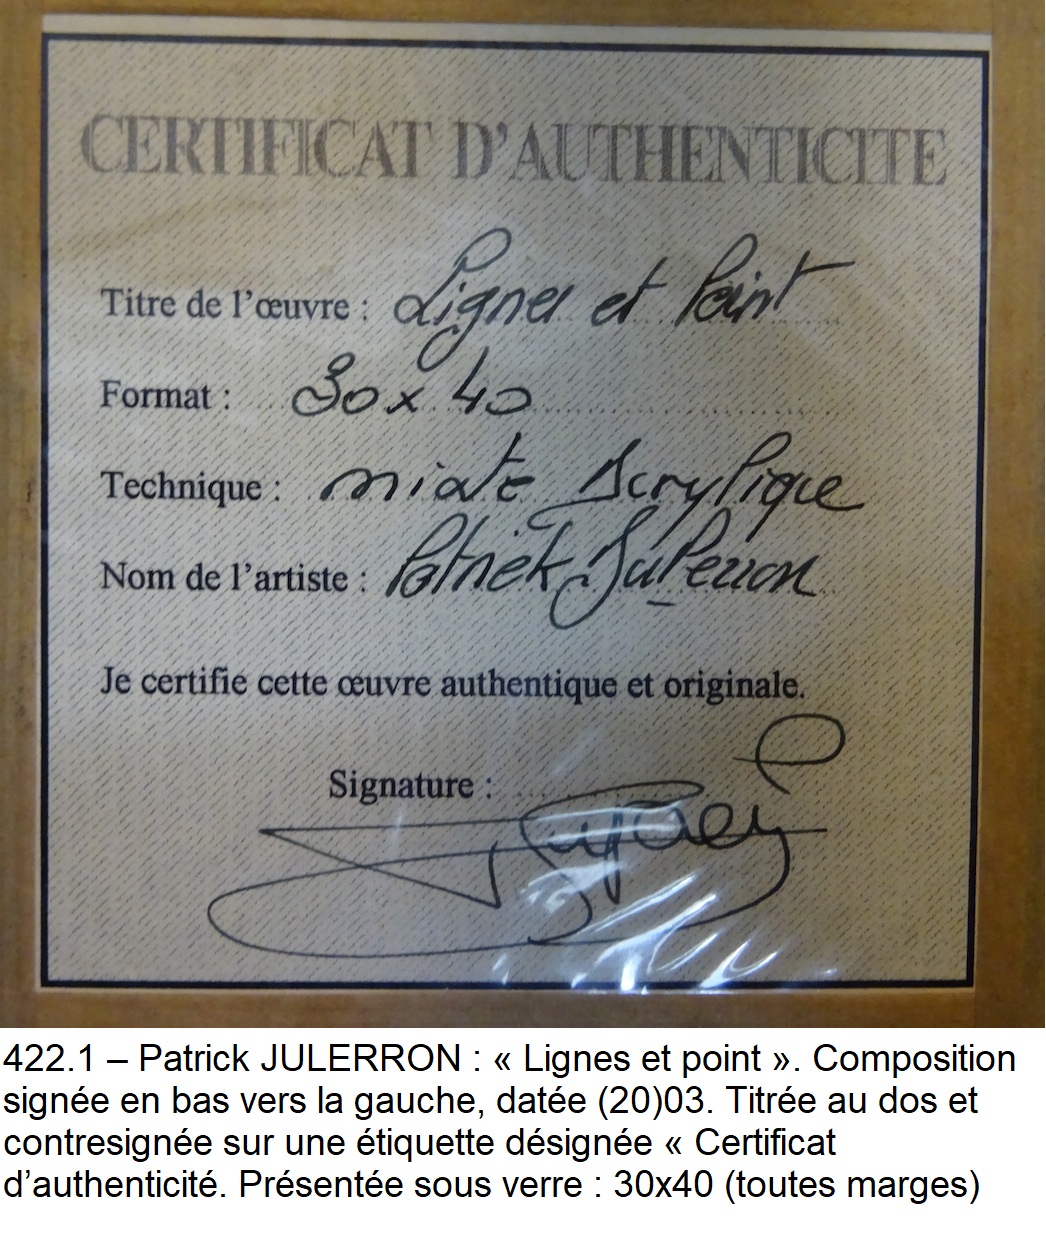 CERTIFICAT D'AUTHENTICITE
Titre de l'œuvre : Lignes et Point
Format : 30 x 40
Technique : mixte Acrylique
Nom de l'artiste : Patrick
Je certifie cette œuvre authentique et originale.
Signature :
422.1 – Patrick JULERRON : « Lignes et point ». Composition
signée en bas vers la gauche, datée (20)03. Titrée au dos et
contresignée sur une étiquette désignée « Certificat
d’authenticité. Présentée sous verre : 30x40 (toutes marges)